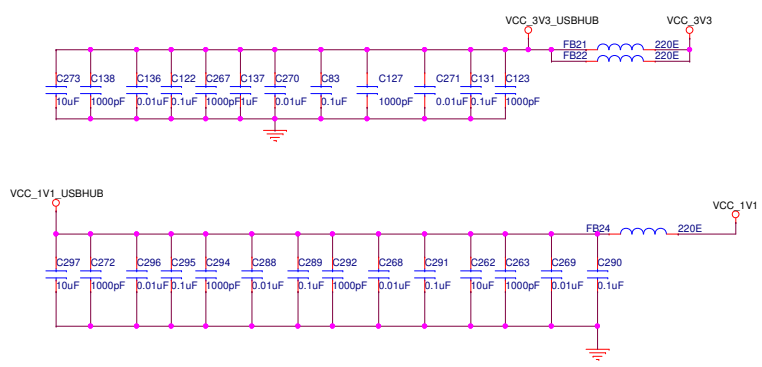 VCC_3V3_USBHUB VCC_3V3
FB21 220E
FB22 220E
C273 C138 C136 C122 C267 C137 C270 C83 C127 C271 C131 C123
10uF 1000pF 0.01uF 0.1uF 1000pF 1uF 0.01uF 0.1uF 1000pF 0.01uF 0.1uF 1000pF
VCC_1V1_USBHUB VCC_1V1
FB24 220E
C297 C272 C296 C295 C294 C288 C289 C292 C268 C291 C262 C263 C269 C290
10uF 1000pF 0.01uF 0.1uF 1000pF 0.01uF 0.1uF 1000pF 0.01uF 0.1uF 10uF 1000pF 0.01uF 0.1uF